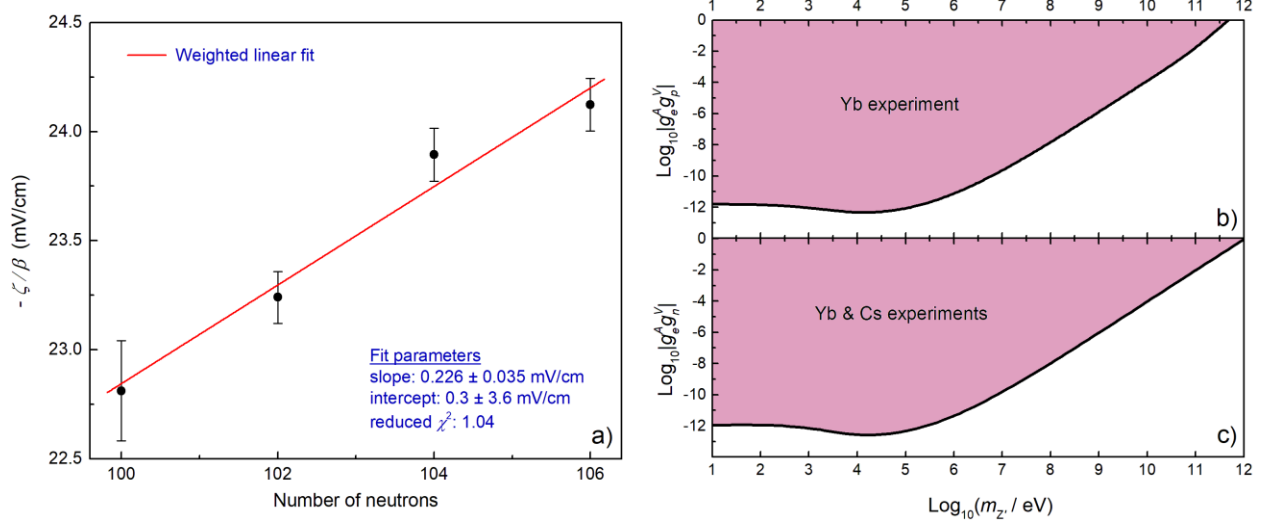 24.5
24.0
23.5
23.0
22.5
- ζ / β (mV/cm)
Weighted linear fit
Fit parameters
slope: 0.226 ± 0.035 mV/cm
intercept: 0.3 ± 3.6 mV/cm
reduced χ²: 1.04
a)
100 102 104 106
Number of neutrons
1 2 3 4 5 6 7 8 9 10 11 12
0
-2
-4
-6
-8
-10
-12
Log₁₀|gₑᴬgₚⱽ|
Yb experiment
b)
0
-2
-4
-6
-8
-10
-12
Log₁₀|gₑᴬgₙⱽ|
Yb & Cs experiments
c)
1 2 3 4 5 6 7 8 9 10 11 12
Log₁₀(m_Z' / eV)